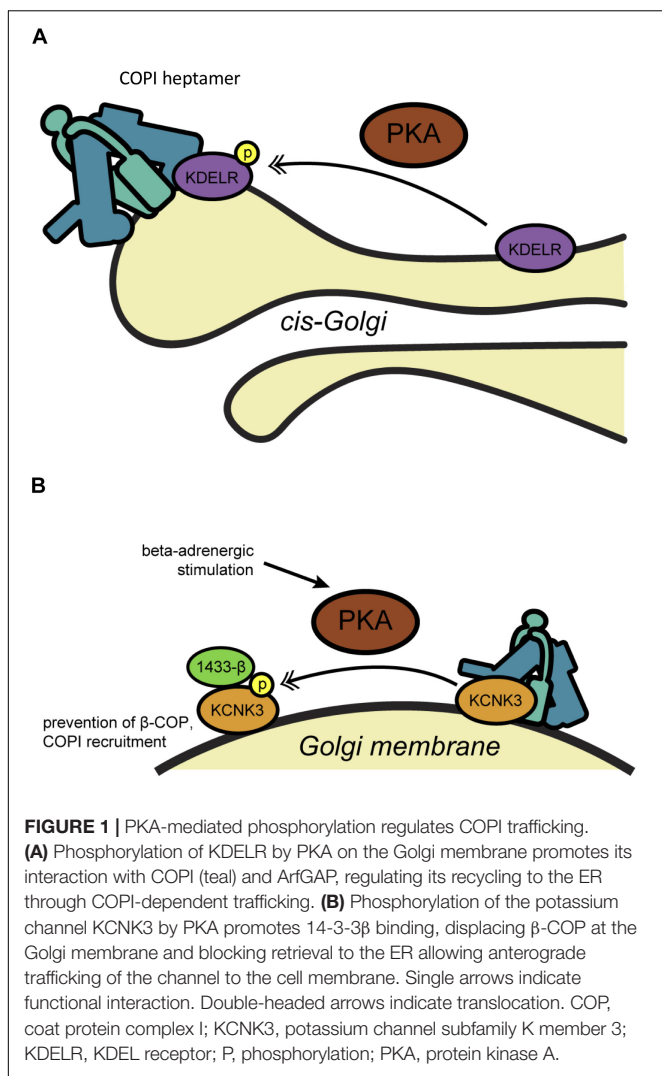 A
COPI heptamer
PKA
P
KDELR
KDELR
cis-Golgi
B
beta-adrenergic
stimulation
PKA
1433-β
P
KCNK3
KCNK3
prevention of β-COP,
COPI recruitment
Golgi membrane
FIGURE 1 | PKA-mediated phosphorylation regulates COPI trafficking.
(A) Phosphorylation of KDELR by PKA on the Golgi membrane promotes its
interaction with COPI (teal) and ArfGAP, regulating its recycling to the ER
through COPI-dependent trafficking. (B) Phosphorylation of the potassium
channel KCNK3 by PKA promotes 14-3-3β binding, displacing β-COP at the
Golgi membrane and blocking retrieval to the ER allowing anterograde
trafficking of the channel to the cell membrane. Single arrows indicate
functional interaction. Double-headed arrows indicate translocation. COP,
coat protein complex I; KCNK3, potassium channel subfamily K member 3;
KDELR, KDEL receptor; P, phosphorylation; PKA, protein kinase A.